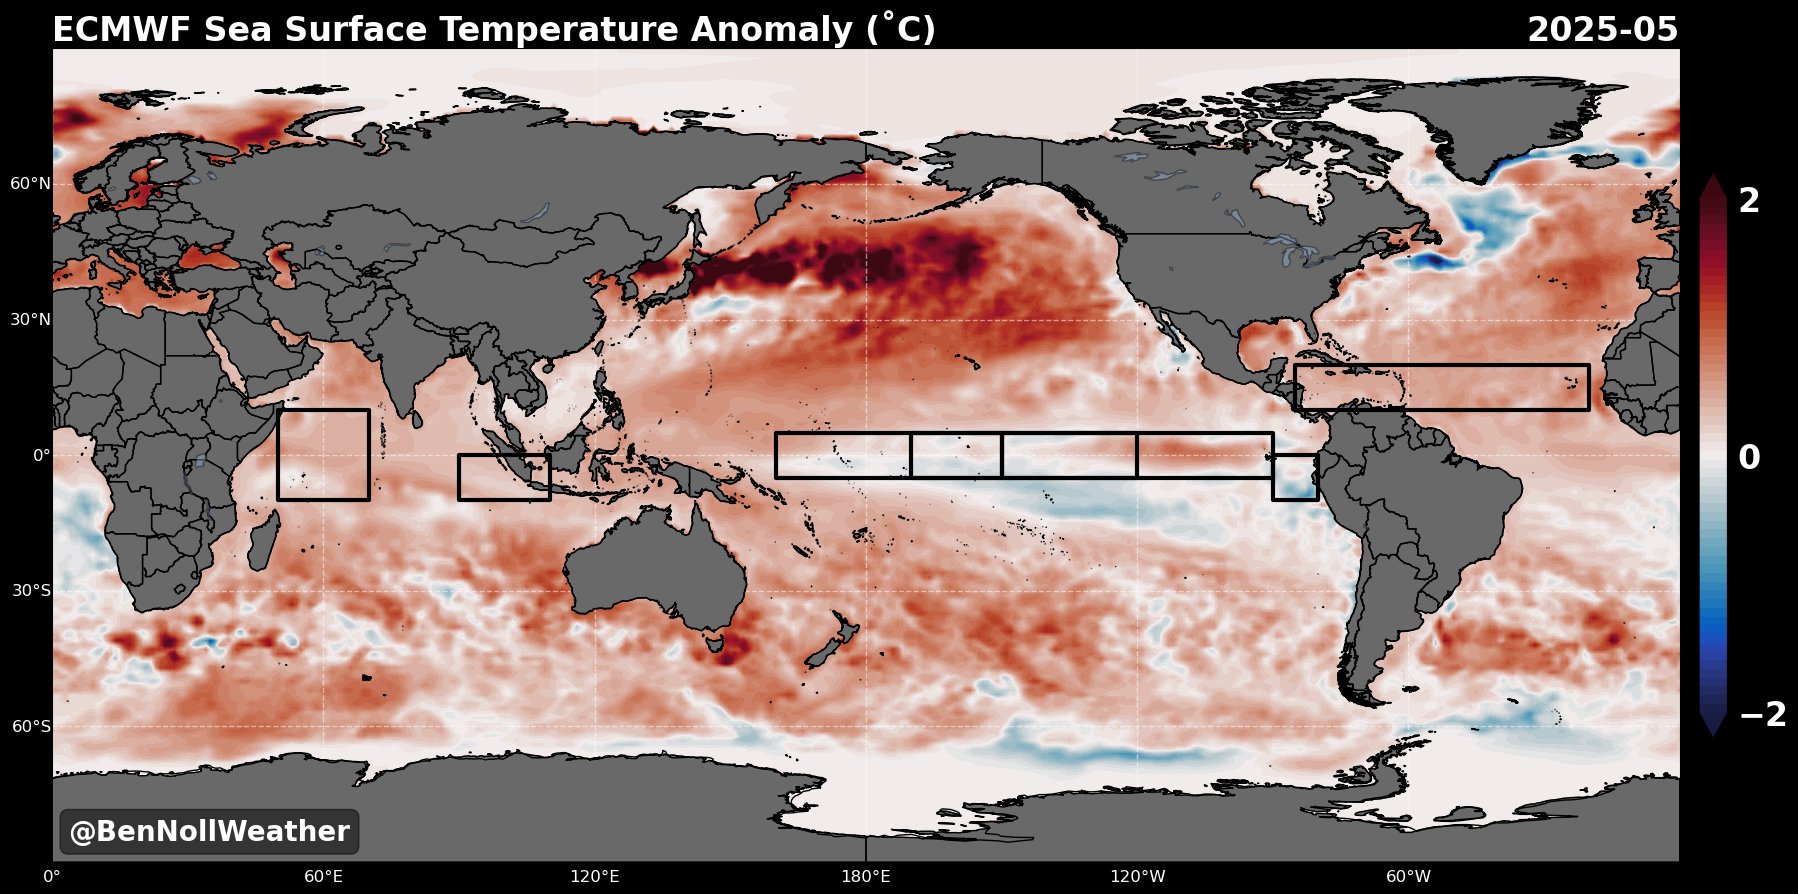 ECMWF Sea Surface Temperature Anomaly (˚C)
2025-05
60°N
30°N
0°
30°S
60°S
2
0
−2
@BenNollWeather
0°
60°E
120°E
180°E
120°W
60°W